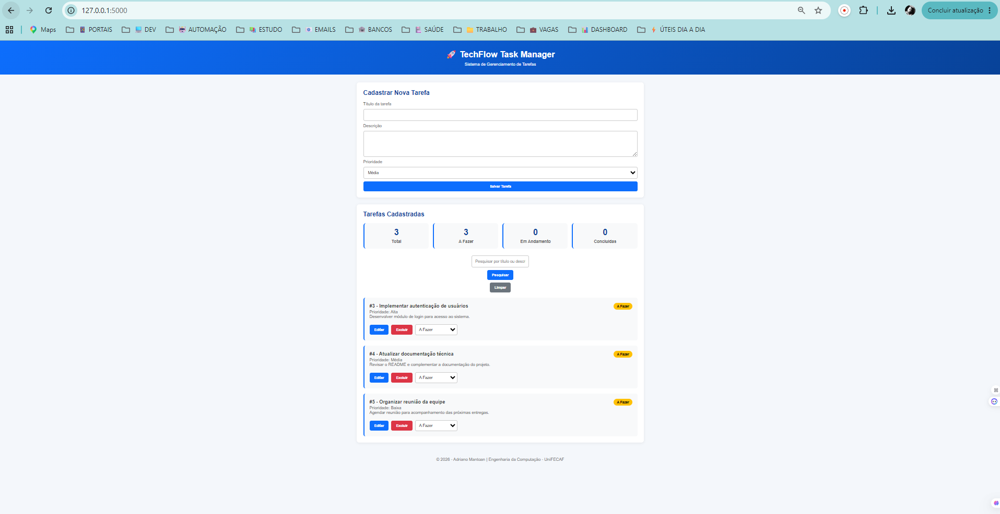 127.0.0.1:5000
Concluir atualização
Maps
PORTAIS
DEV
AUTOMAÇÃO
ESTUDO
EMAILS
BANCOS
SAÚDE
TRABALHO
VAGAS
DASHBOARD
ÚTEIS DIA A DIA
🚀 TechFlow Task Manager
Sistema de Gerenciamento de Tarefas
Cadastrar Nova Tarefa
Título da tarefa
Descrição
Prioridade
Média
Salvar Tarefa
Tarefas Cadastradas
3 3 0 0
Total A Fazer Em Andamento Concluídas
Pesquisar por título ou descr
Pesquisar
Limpar
#3 - Implementar autenticação de usuários A Fazer
Prioridade: Alta
Desenvolver módulo de login para acesso ao sistema.
Editar Excluir A Fazer
#4 - Atualizar documentação técnica A Fazer
Prioridade: Média
Revisar o README e complementar a documentação do projeto.
Editar Excluir A Fazer
#5 - Organizar reunião da equipe A Fazer
Prioridade: Baixa
Agendar reunião para acompanhamento das próximas entregas.
Editar Excluir A Fazer
© 2026 - Adriano Mantoan | Engenharia da Computação - UniFECAF